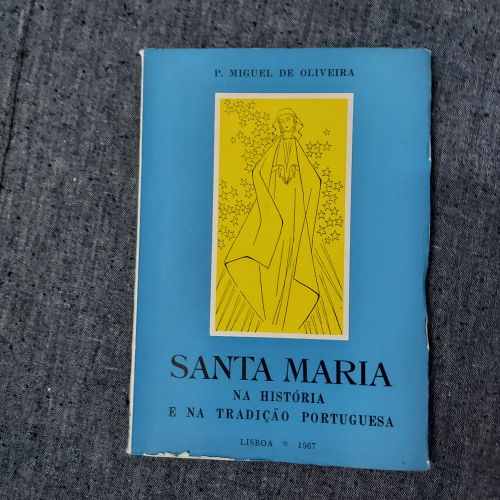 P. MIGUEL DE OLIVEIRA
SANTA MARIA
NA HISTÓRIA
E NA TRADIÇÃO PORTUGUESA
LISBOA * 1967